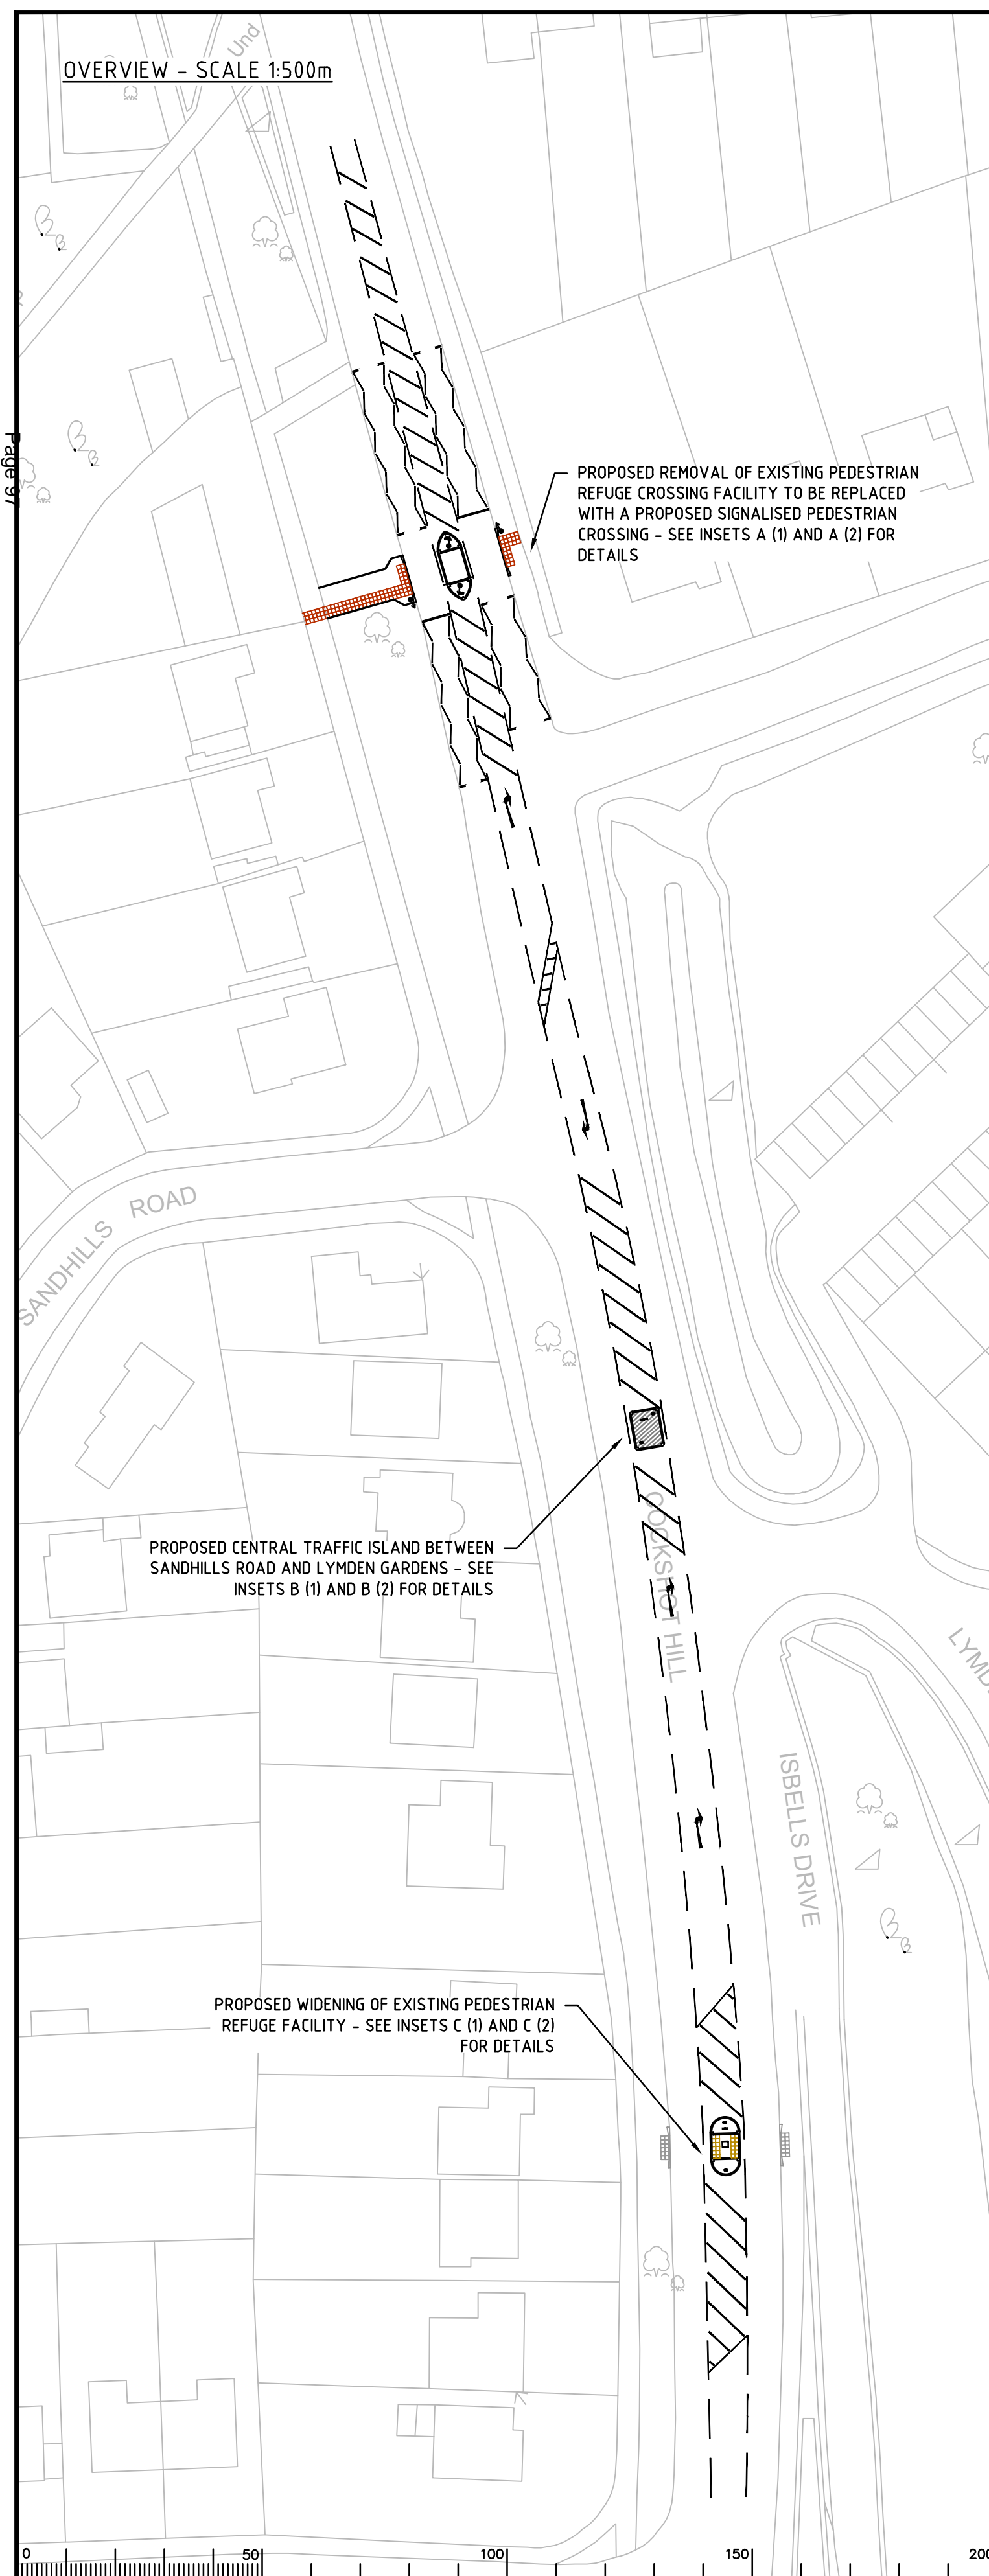 Und
OVERVIEW - SCALE 1:500m
Page 97
PROPOSED REMOVAL OF EXISTING PEDESTRIAN
REFUGE CROSSING FACILITY TO BE REPLACED
WITH A PROPOSED SIGNALISED PEDESTRIAN
CROSSING - SEE INSETS A (1) AND A (2) FOR
DETAILS
SANDHILLS ROAD
PROPOSED CENTRAL TRAFFIC ISLAND BETWEEN
SANDHILLS ROAD AND LYMDEN GARDENS - SEE
INSETS B (1) AND B (2) FOR DETAILS
COCKSHOT HILL
LYMD
ISBELLS DRIVE
PROPOSED WIDENING OF EXISTING PEDESTRIAN
REFUGE FACILITY - SEE INSETS C (1) AND C (2)
FOR DETAILS
0 50 100 150 200